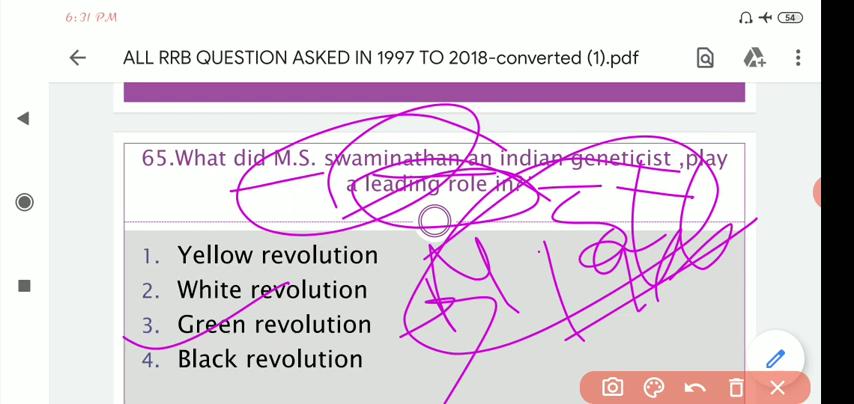 6:31 PM
54
ALL RRB QUESTION ASKED IN 1997 TO 2018-converted (1).pdf
65.What did M.S. swaminathan an indian geneticist ,play
a leading role in
1. Yellow revolution
2. White revolution
3. Green revolution
4. Black revolution